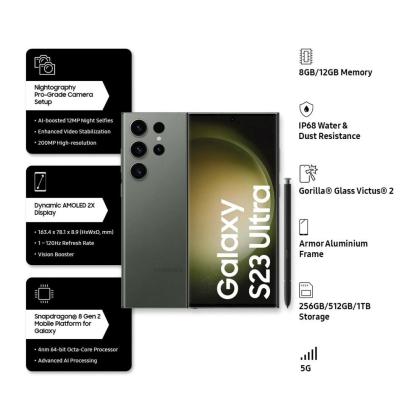 Nightography
Pro-Grade Camera
Setup
• AI-boosted 12MP Night Selfies
• Enhanced Video Stabilization
• 200MP High-resolution
Dynamic AMOLED 2X
Display
• 163.4 x 78.1 x 8.9 (HxWxD, mm)
• 1 ~ 120Hz Refresh Rate
• Vision Booster
Snapdragon® 8 Gen 2
Mobile Platform for
Galaxy
• 4nm 64-bit Octa-Core Processor
• Advanced AI Processing
SAMSUNG
Galaxy
S23 Ultra
8GB/12GB Memory
IP68 Water &
Dust Resistance
Gorilla® Glass Victus® 2
Armor Aluminium
Frame
256GB/512GB/1TB
Storage
5G